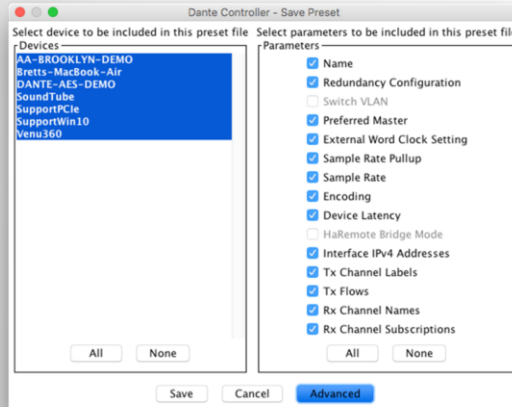 Dante Controller - Save Preset
Select device to be included in this preset file
Devices
AA-BROOKLYN-DEMO
Bretts-MacBook-Air
DANTE-AES-DEMO
SoundTube
SupportPCIe
SupportWin10
Venu360
All None
Select parameters to be included in this preset file
Parameters
Name
Redundancy Configuration
Switch VLAN
Preferred Master
External Word Clock Setting
Sample Rate Pullup
Sample Rate
Encoding
Device Latency
HaRemote Bridge Mode
Interface IPv4 Addresses
Tx Channel Labels
Tx Flows
Rx Channel Names
Rx Channel Subscriptions
All None
Save Cancel Advanced